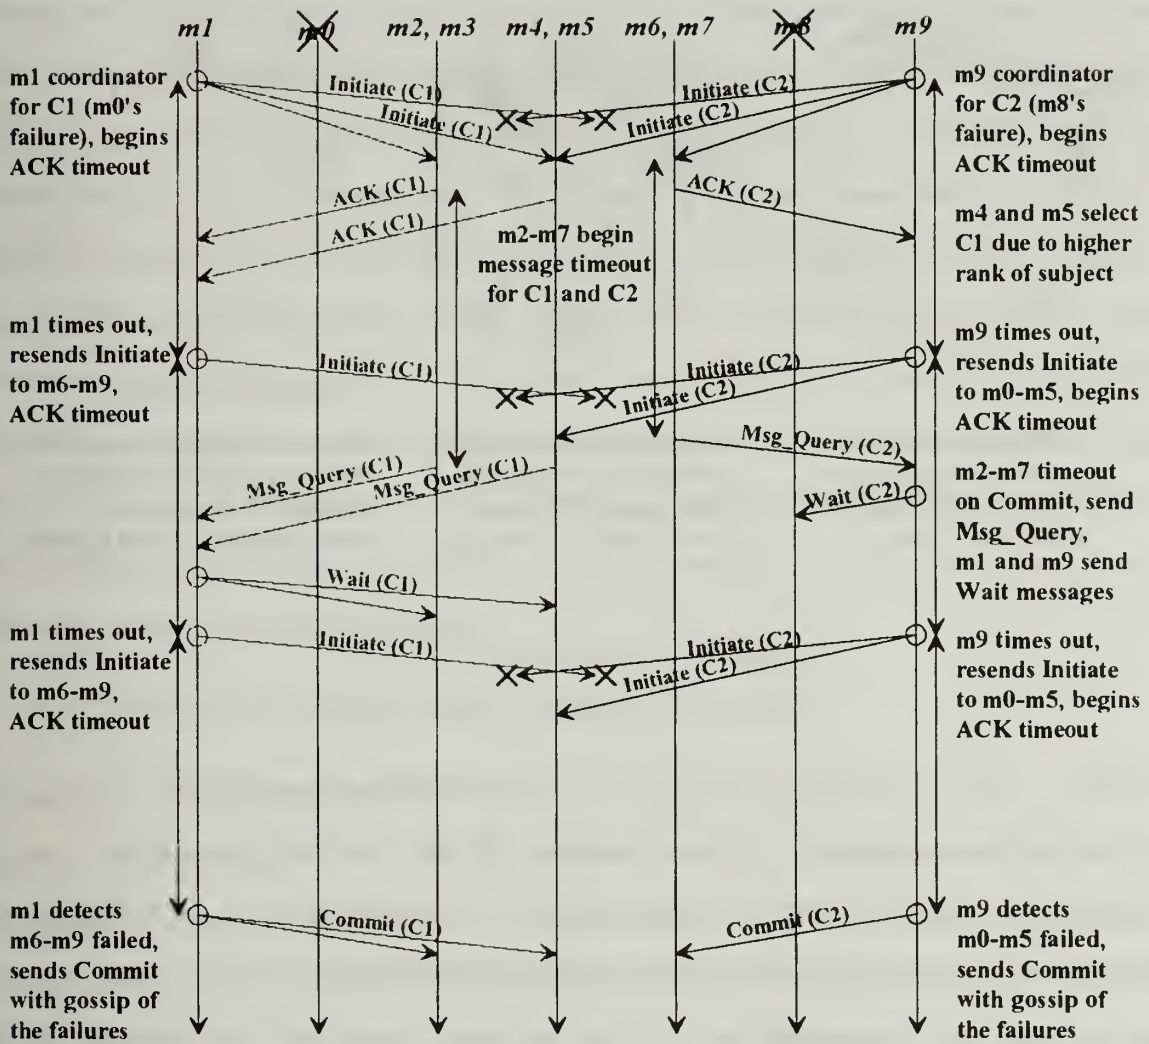 m1
m0
m2, m3
m4, m5
m6, m7
m8
m9
m1 coordinator
for C1 (m0's
failure), begins
ACK timeout
Initiate (C1)
Initiate (C1)
Initiate (C2)
Initiate (C2)
m9 coordinator
for C2 (m8's
faiure), begins
ACK timeout
ACK (C1)
ACK (C1)
ACK (C2)
m2-m7 begin
message timeout
for C1 and C2
m4 and m5 select
C1 due to higher
rank of subject
m1 times out,
resends Initiate
to m6-m9,
ACK timeout
Initiate (C1)
Initiate (C2)
Initiate (C2)
m9 times out,
resends Initiate
to m0-m5, begins
ACK timeout
Msg_Query (C1)
Msg_Query (C1)
Msg_Query (C2)
Wait (C2)
m2-m7 timeout
on Commit, send
Msg_Query,
m1 and m9 send
Wait messages
Wait (C1)
m1 times out,
resends Initiate
to m6-m9,
ACK timeout
Initiate (C1)
Initiate (C2)
Initiate (C2)
m9 times out,
resends Initiate
to m0-m5, begins
ACK timeout
m1 detects
m6-m9 failed,
sends Commit
with gossip of
the failures
Commit (C1)
Commit (C2)
m9 detects
m0-m5 failed,
sends Commit
with gossip of
the failures